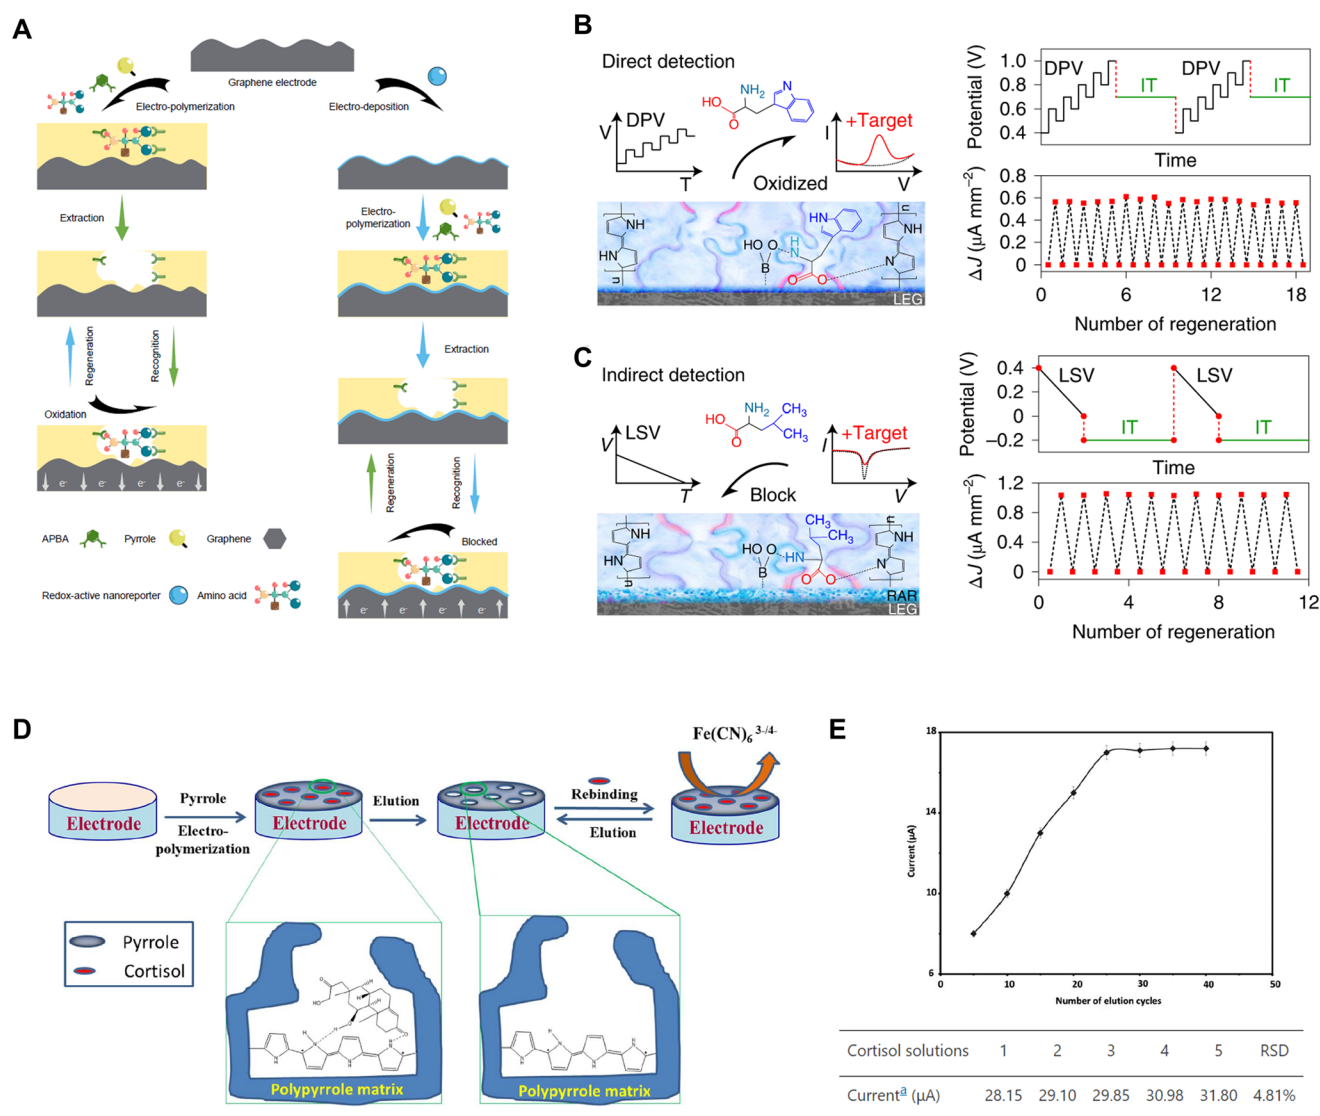 A
Graphene electrode
Electro-polymerization
Electro-deposition
Extraction
Electro-
polymerization
Extraction
Regeneration
Recognition
Oxidation
e- e- e- e- e-
Regeneration
Recognition
Blocked
e- e- e- e-
APBA
Pyrrole
Graphene
Redox-active nanoreporter
Amino acid
B
Direct detection
V
DPV
T
HO
NH2
O
NH
+Target
I
V
Oxidized
n
NH
NH
n
HO
O
B
NH
HN
O
O
n
NH
N
n
LEG
Potential (V)
1.0
0.8
0.6
0.4
DPV
IT
DPV
IT
Time
ΔJ (μA mm−2)
0.8
0.6
0.4
0.2
0
0 6 12 18
Number of regeneration
C
Indirect detection
V
LSV
T
HO
NH2
O
CH3
CH3
+Target
I
V
Block
n
NH
NH
n
HO
O
B
HN
CH3
CH3
O
O
n
NH
N
n
RAR
LEG
Potential (V)
0.4
0.2
0
−0.2
LSV
IT
LSV
IT
Time
ΔJ (μA mm−2)
1.2
0.8
0.4
0
0 4 8 12
Number of regeneration
D
Fe(CN)6 3-/4-
Electrode
Pyrrole
Electro-
polymerization
Electrode
Elution
Electrode
Rebinding
Elution
Electrode
Pyrrole
Cortisol
Polypyrrole matrix
Polypyrrole matrix
E
Current (μA)
18
14
10
6
0 10 20 30 40 50
Number of elution cycles
Cortisol solutions 1 2 3 4 5 RSD
Currenta (μA) 28.15 29.10 29.85 30.98 31.80 4.81%